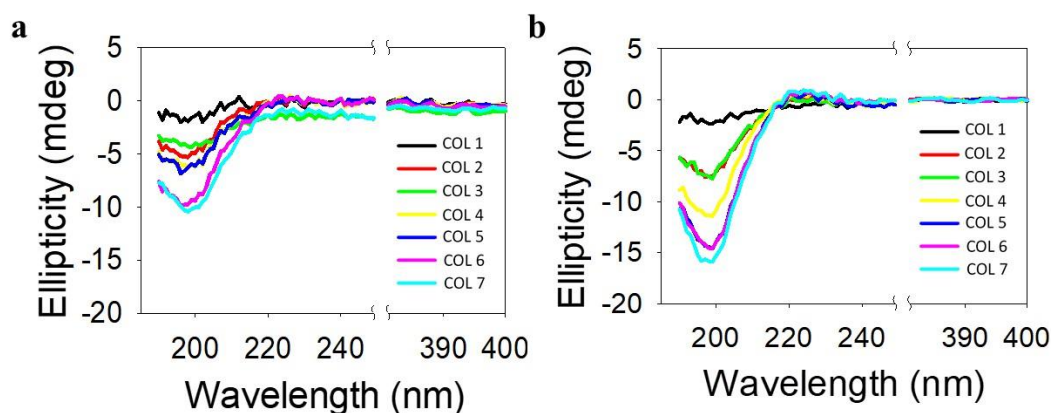 a
5
0
-5
-10
-15
-20
Ellipticity (mdeg)
COL 1
COL 2
COL 3
COL 4
COL 5
COL 6
COL 7
200 220 240 390 400
Wavelength (nm)
b
5
0
-5
-10
-15
-20
Ellipticity (mdeg)
COL 1
COL 2
COL 3
COL 4
COL 5
COL 6
COL 7
200 220 240 390 400
Wavelength (nm)